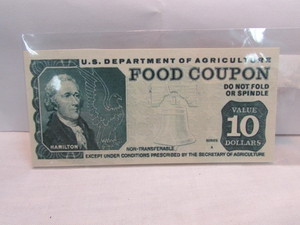 U.S. DEPARTMENT OF AGRICULTURE
FOOD COUPON
DO NOT FOLD
OR SPINDLE
VALUE
10
DOLLARS
HAMILTON
NON-TRANSFERABLE
SERIES
EXCEPT UNDER CONDITIONS PRESCRIBED BY THE SECRETARY OF AGRICULTURE